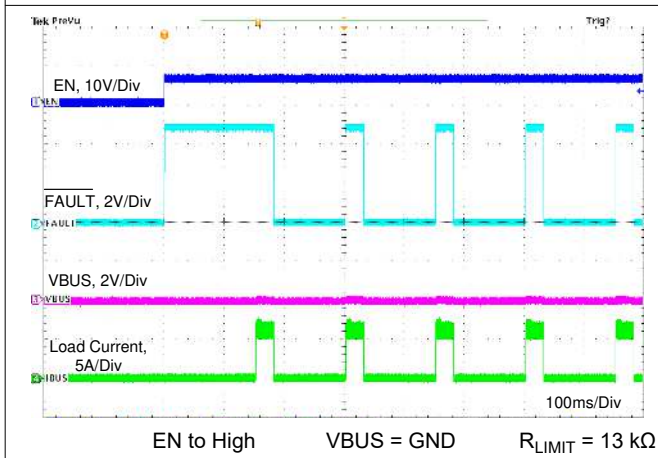 Tek PreVu
Trig?
EN, 10V/Div
EN
FAULT, 2V/Div
FAULT
VBUS, 2V/Div
VBUS
Load Current,
5A/Div
IBUS
100ms/Div
EN to High VBUS = GND R_LIMIT = 13 kΩ